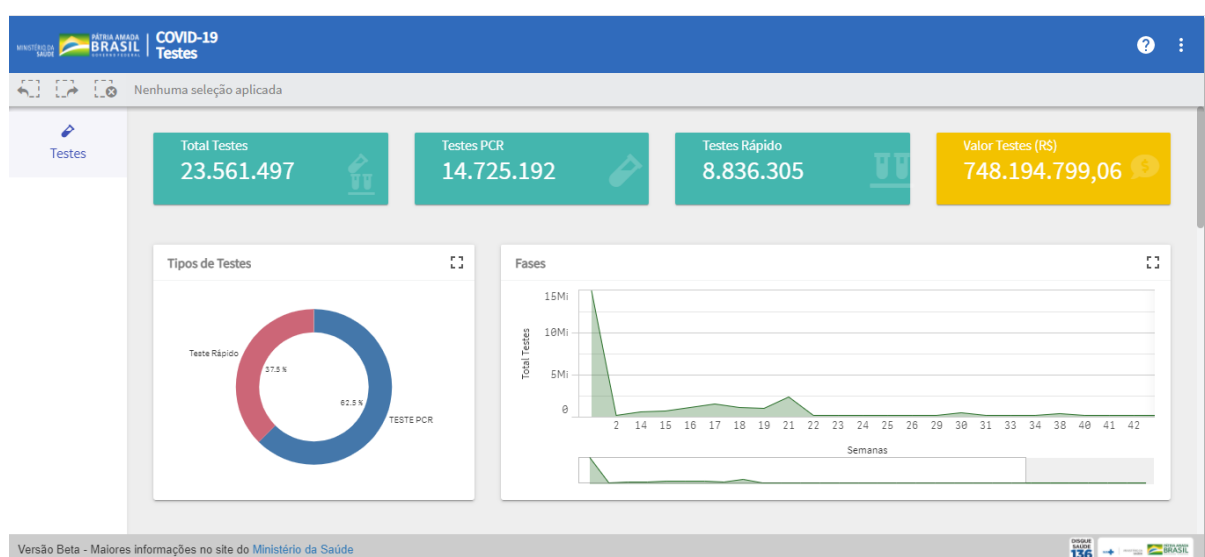 MINISTÉRIO DA
SAÚDE
PÁTRIA AMADA
BRASIL
GOVERNO FEDERAL
COVID-19
Testes
Nenhuma seleção aplicada
Testes
Total Testes
23.561.497
Testes PCR
14.725.192
Testes Rápido
8.836.305
Valor Testes (R$)
748.194.799,06
Tipos de Testes
Teste Rápido
37.5 %
62.5 %
TESTE PCR
Fases
15Mi
10Mi
5Mi
0
Total Testes
2 14 15 16 17 18 19 21 22 23 24 25 26 29 30 31 33 34 38 40 41 42
Semanas
Versão Beta - Maiores informações no site do Ministério da Saúde
DISQUE
SAÚDE
136
BRASIL